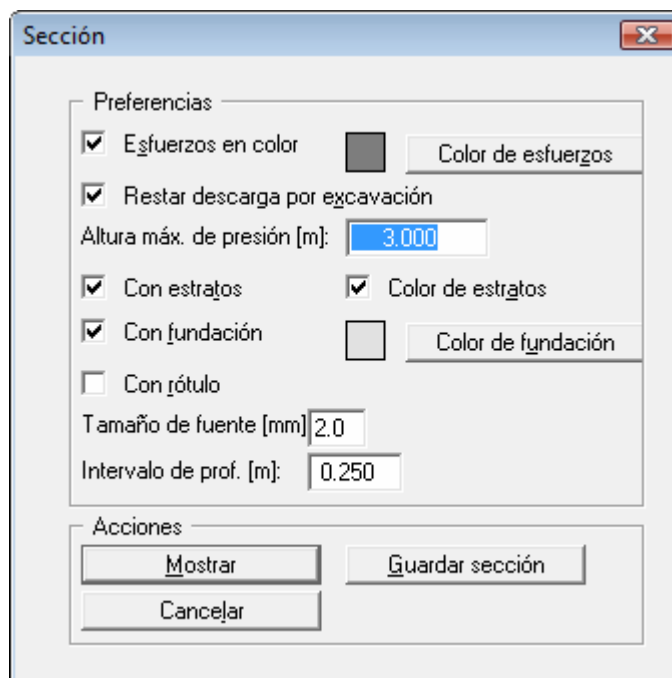 Sección
Preferencias
Esfuerzos en color Color de esfuerzos
Restar descarga por excavación
Altura máx. de presión [m]: 3.000
Con estratos Color de estratos
Con fundación Color de fundación
Con rótulo
Tamaño de fuente [mm] 2.0
Intervalo de prof. [m]: 0.250
Acciones
Mostrar Guardar sección
Cancelar